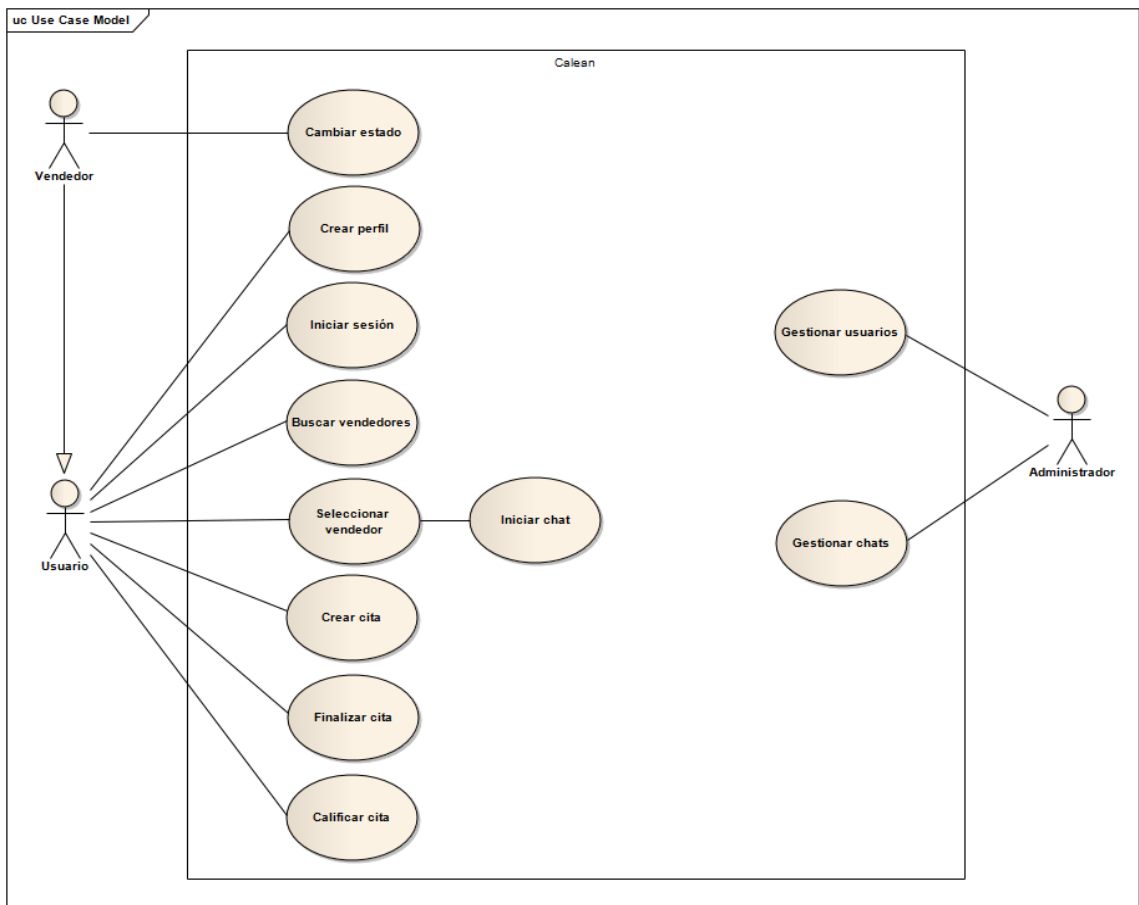 uc Use Case Model
Calean
Vendedor
Cambiar estado
Crear perfil
Iniciar sesión
Buscar vendedores
Seleccionar
vendedor
Iniciar chat
Usuario
Crear cita
Finalizar cita
Calificar cita
Gestionar usuarios
Administrador
Gestionar chats